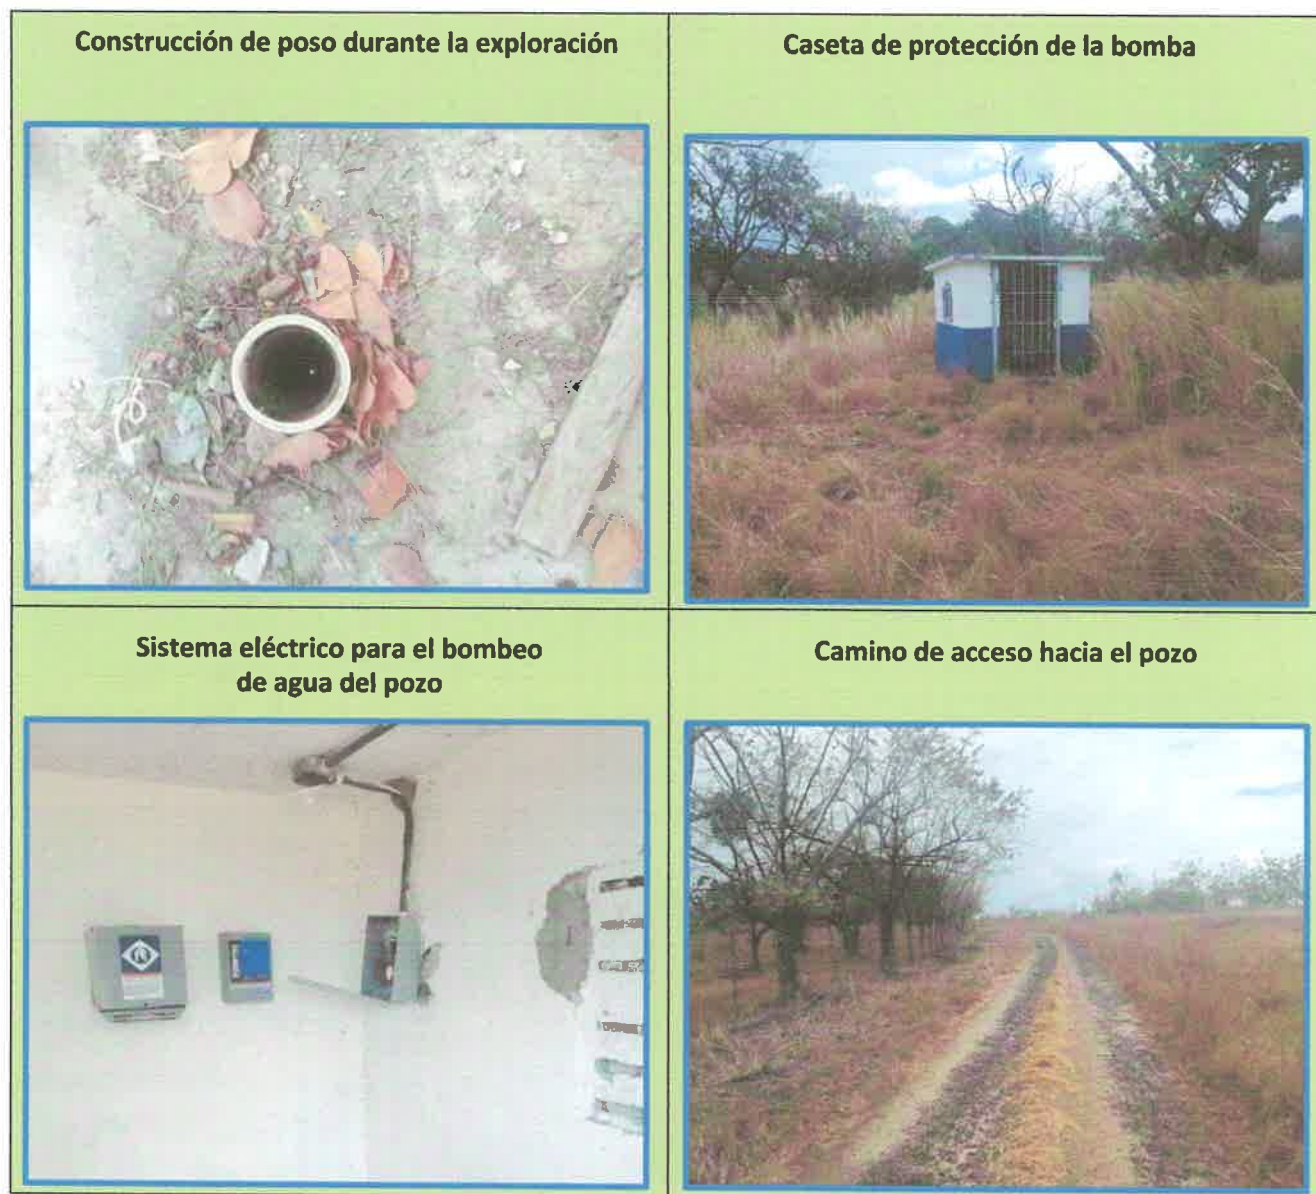 Construcción de poso durante la exploración
Caseta de protección de la bomba
Sistema eléctrico para el bombeo
de agua del pozo
Camino de acceso hacia el pozo